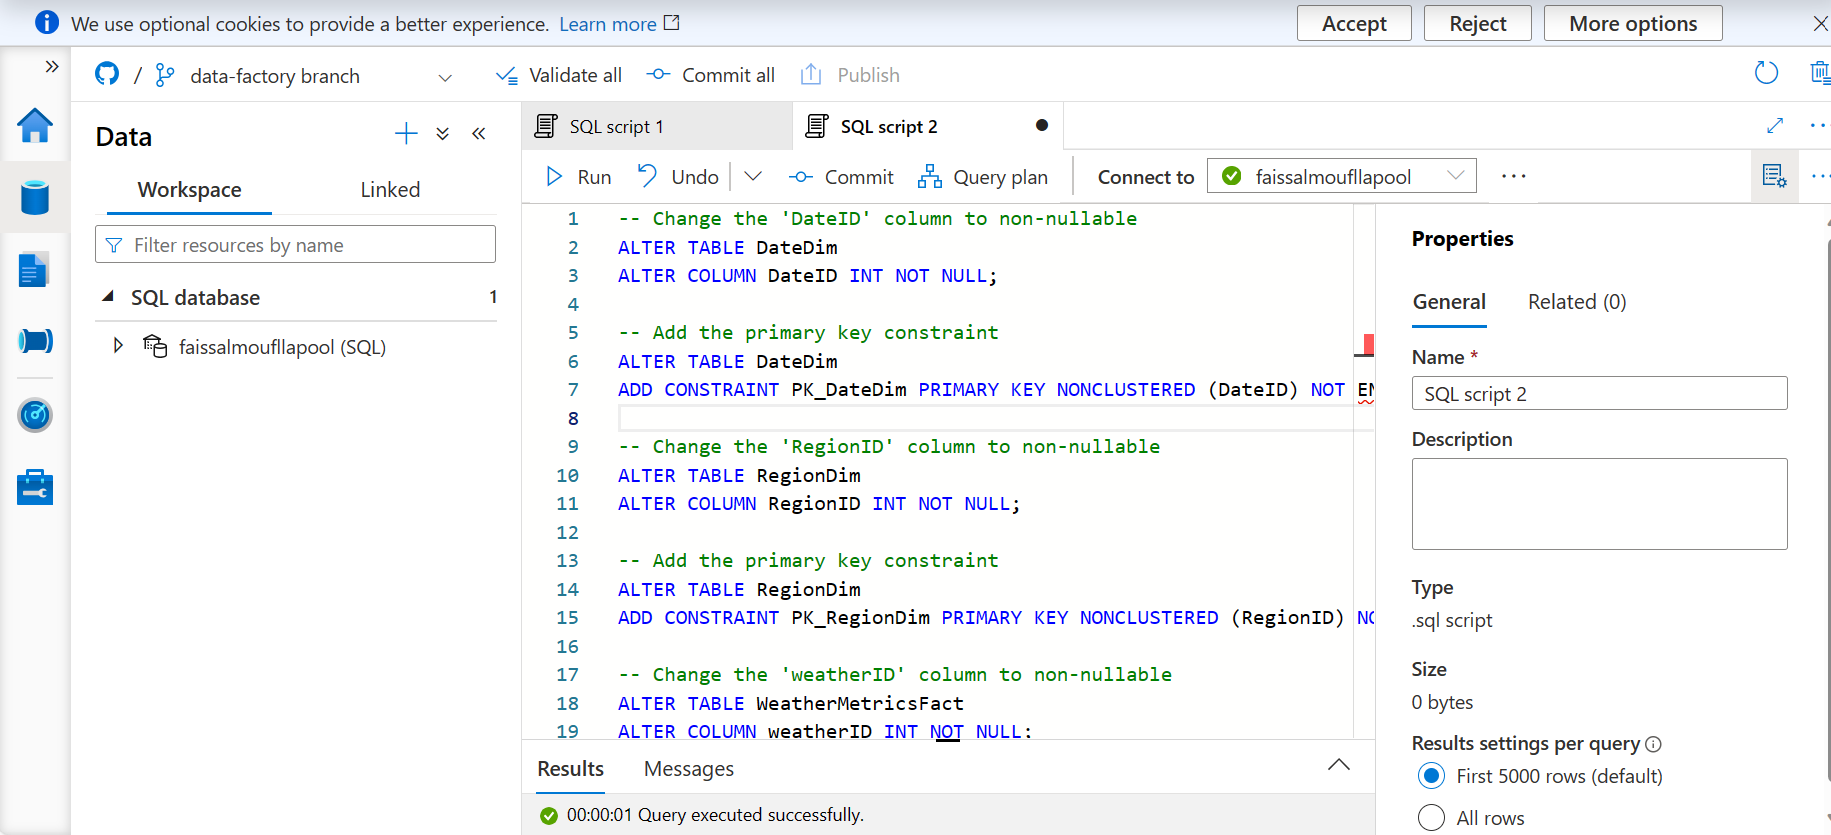 We use optional cookies to provide a better experience. Learn more
Accept
Reject
More options
/ data-factory branch
Validate all
Commit all
Publish
Data
Workspace
Linked
Filter resources by name
SQL database 1
faissalmoufllapool (SQL)
SQL script 1
SQL script 2
Run
Undo
Commit
Query plan
Connect to
faissalmoufllapool
1 -- Change the 'DateID' column to non-nullable
2 ALTER TABLE DateDim
3 ALTER COLUMN DateID INT NOT NULL;
4
5 -- Add the primary key constraint
6 ALTER TABLE DateDim
7 ADD CONSTRAINT PK_DateDim PRIMARY KEY NONCLUSTERED (DateID) NOT EN
8
9 -- Change the 'RegionID' column to non-nullable
10 ALTER TABLE RegionDim
11 ALTER COLUMN RegionID INT NOT NULL;
12
13 -- Add the primary key constraint
14 ALTER TABLE RegionDim
15 ADD CONSTRAINT PK_RegionDim PRIMARY KEY NONCLUSTERED (RegionID) NO
16
17 -- Change the 'weatherID' column to non-nullable
18 ALTER TABLE WeatherMetricsFact
19 ALTER COLUMN weatherID INT NOT NULL;
Results
Messages
00:00:01 Query executed successfully.
Properties
General
Related (0)
Name *
SQL script 2
Description
Type
.sql script
Size
0 bytes
Results settings per query
First 5000 rows (default)
All rows